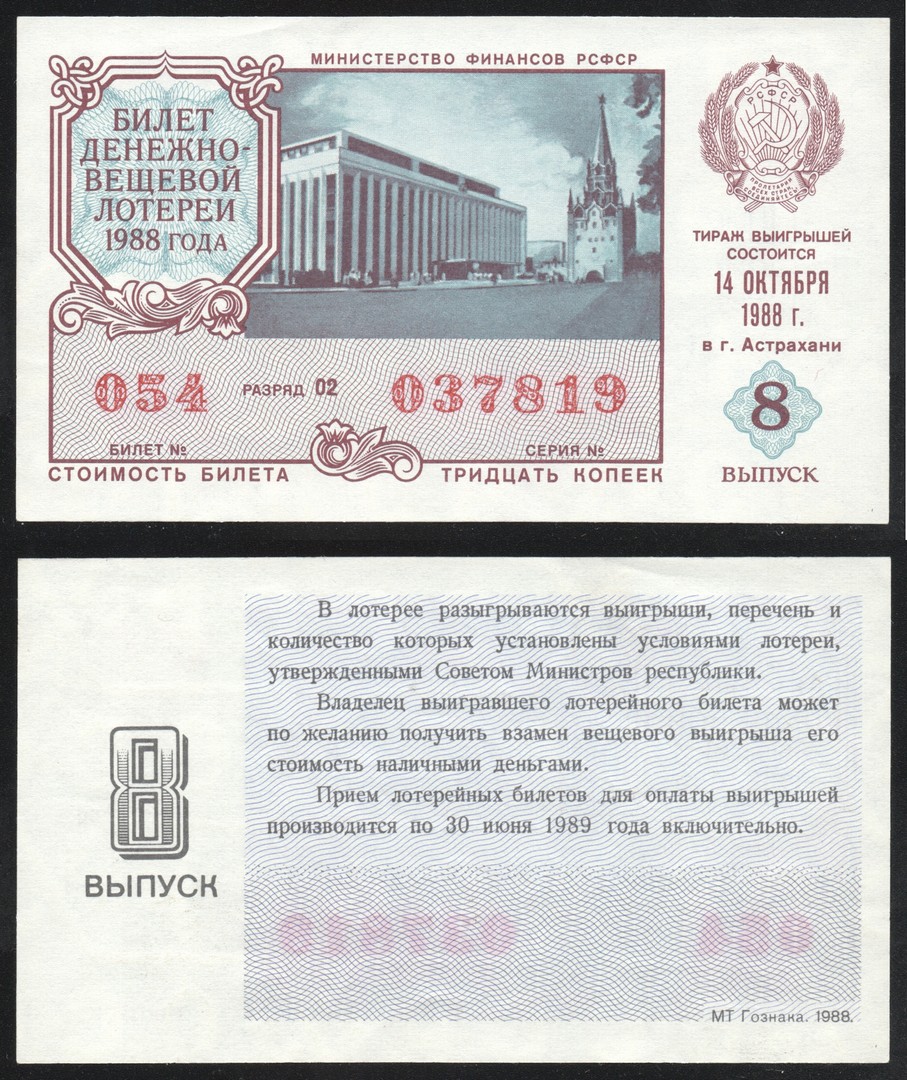 МИНИСТЕРСТВО ФИНАНСОВ РСФСР
БИЛЕТ
ДЕНЕЖНО-
ВЕЩЕВОЙ
ЛОТЕРЕИ
1988 ГОДА
РСФСР
ПРОЛЕТАРИИ
ВСЕХ СТРАН,
СОЕДИНЯЙТЕСЬ!
ТИРАЖ ВЫИГРЫШЕЙ
СОСТОИТСЯ
14 ОКТЯБРЯ
1988 г.
в г. Астрахани
8
ВЫПУСК
054 РАЗРЯД 02 037819
БИЛЕТ № СЕРИЯ №
СТОИМОСТЬ БИЛЕТА ТРИДЦАТЬ КОПЕЕК
В лотерее разыгрываются выигрыши, перечень и
количество которых установлены условиями лотереи,
утвержденными Советом Министров республики.
Владелец выигравшего лотерейного билета может
по желанию получить взамен вещевого выигрыша его
стоимость наличными деньгами.
Прием лотерейных билетов для оплаты выигрышей
производится по 30 июня 1989 года включительно.
8
ВЫПУСК
МТ Гознака. 1988.